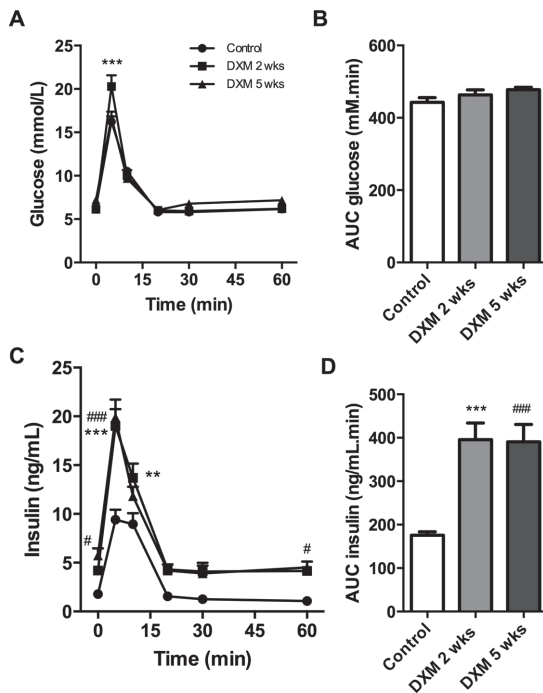 A
Glucose (mmol/L)
25
20
15
10
5
0
***
Control
DXM 2 wks
DXM 5 wks
0 15 30 45 60
Time (min)
B
AUC glucose (mM.min)
600
400
200
0
Control
DXM 2 wks
DXM 5 wks
C
Insulin (ng/mL)
25
20
15
10
5
0
###
***
**
#
#
0 15 30 45 60
Time (min)
D
AUC insulin (ng/mL.min)
500
400
300
200
100
0
***
###
Control
DXM 2 wks
DXM 5 wks